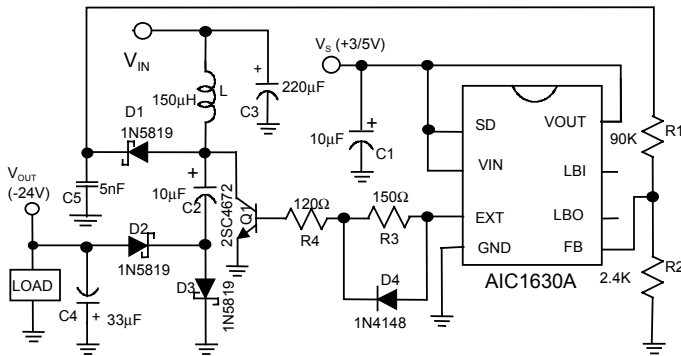 V_IN
150μH
L
+
C3
220μF
V_S (+3/5V)
+
10μF
C1
SD
VIN
EXT
GND
VOUT
LBI
LBO
FB
AIC1630A
90K
R1
2.4K
R2
D1
1N5819
C5
5nF
V_OUT
(-24V)
+
10μF
C2
2SC4672
Q1
120Ω
R4
150Ω
R3
D4
1N4148
D2
1N5819
D3
1N5819
LOAD
C4
+
33μF